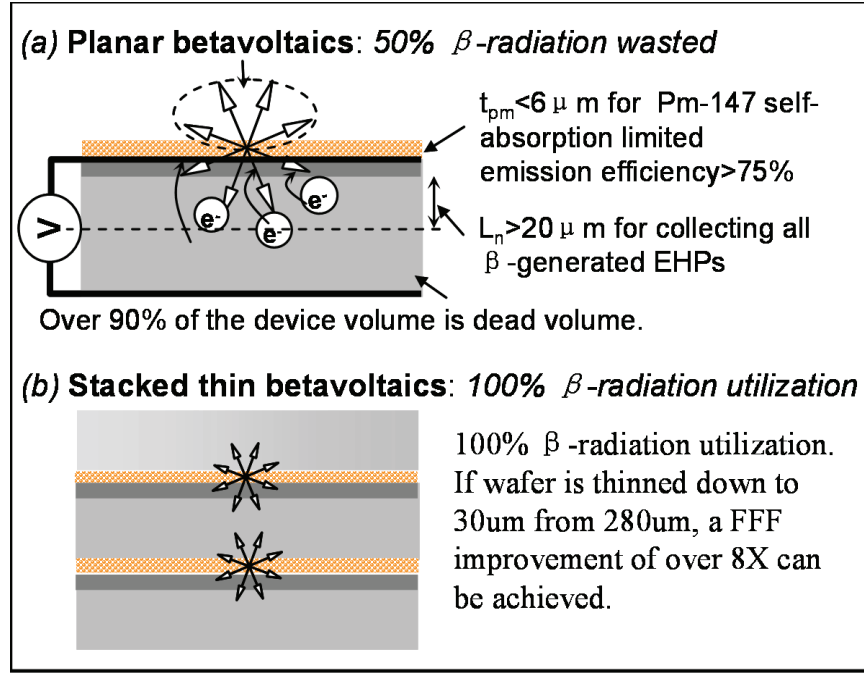 (a) Planar betavoltaics: 50% β-radiation wasted
t_pm<6 μm for Pm-147 self-
absorption limited
emission efficiency>75%
V
e-
e-
e-
L_n>20 μm for collecting all
β-generated EHPs
Over 90% of the device volume is dead volume.
(b) Stacked thin betavoltaics: 100% β-radiation utilization
100% β-radiation utilization.
If wafer is thinned down to
30um from 280um, a FFF
improvement of over 8X can
be achieved.